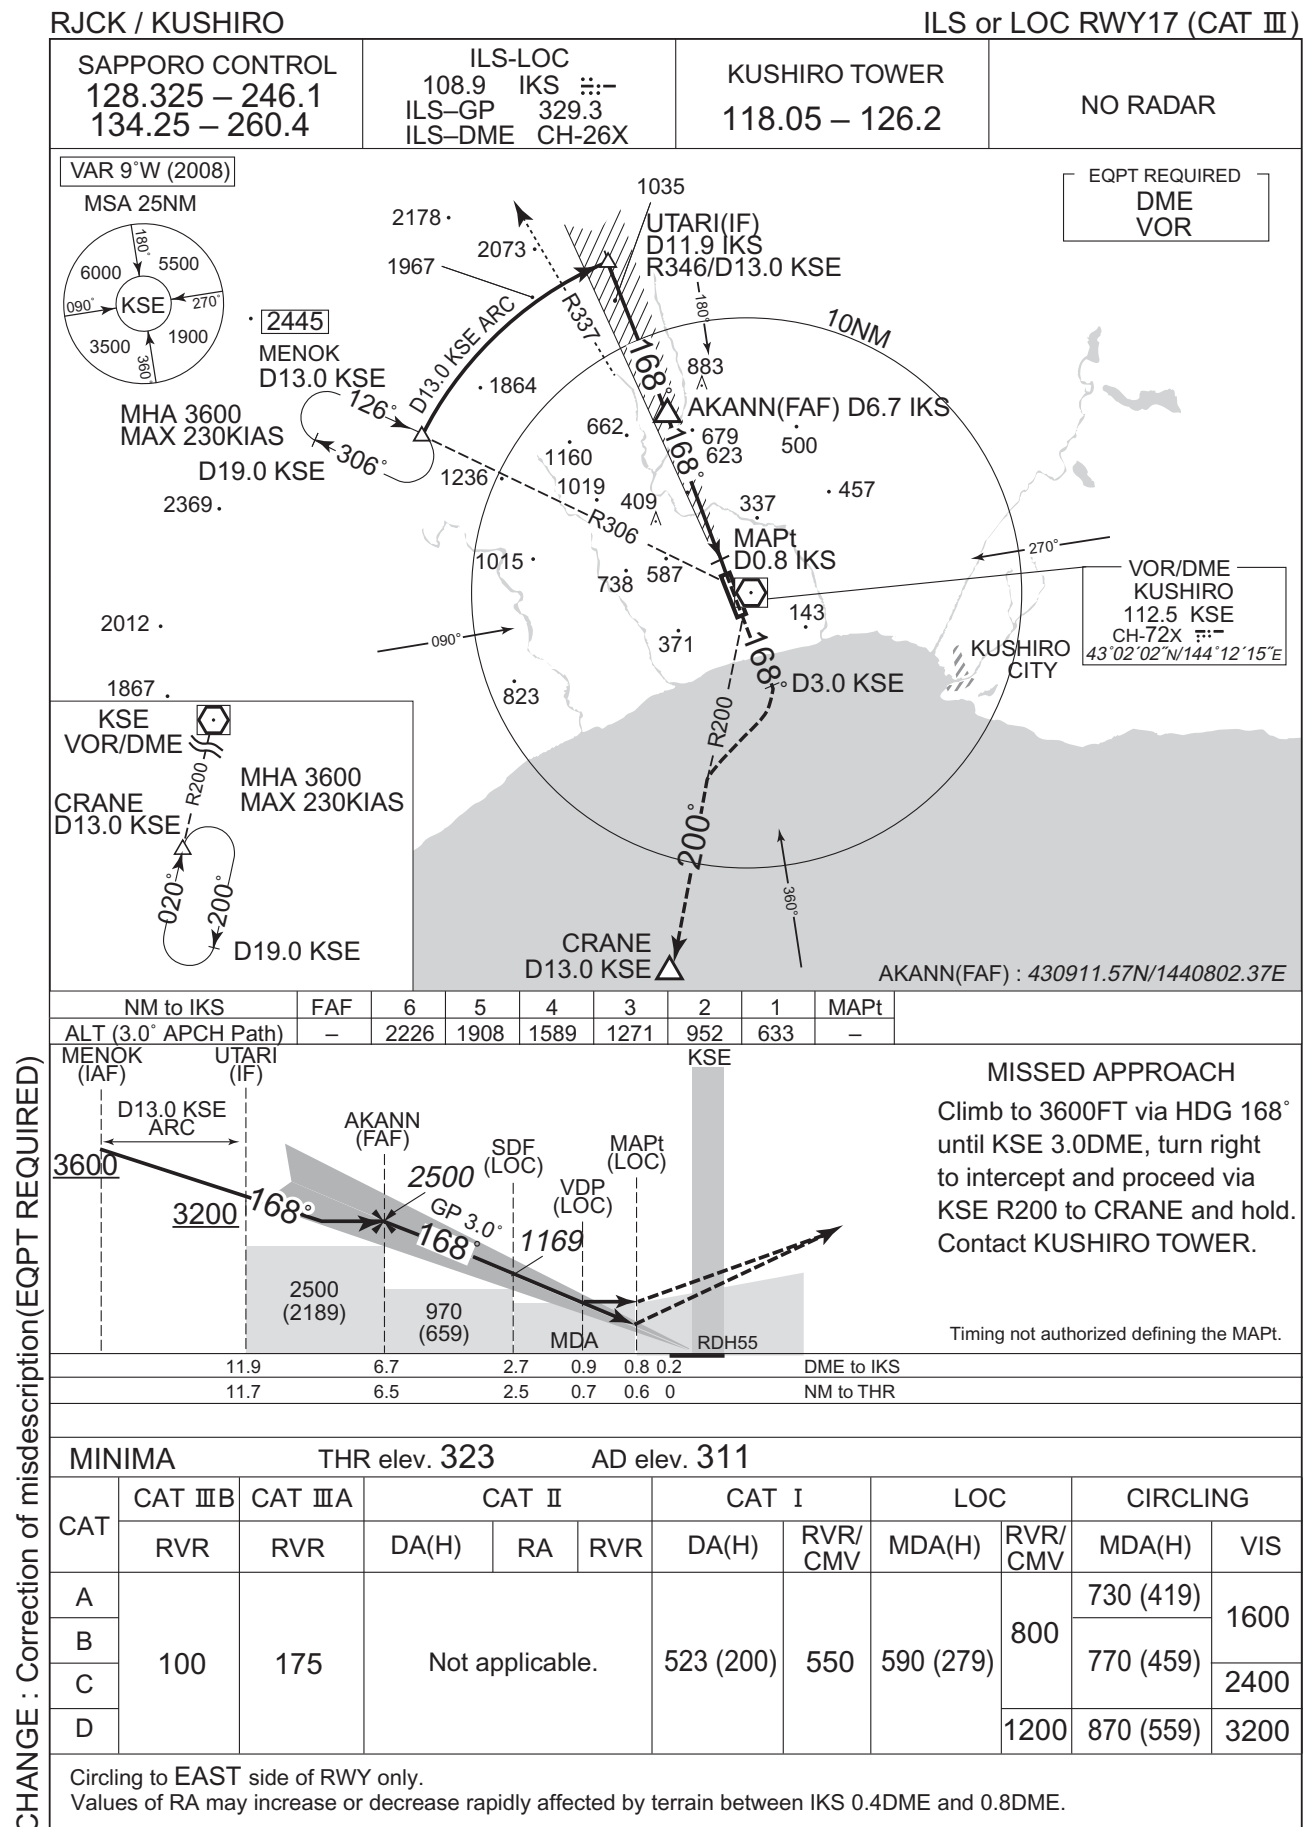 RJCK / KUSHIRO
ILS or LOC RWY17 (CAT Ⅲ)
SAPPORO CONTROL
128.325 – 246.1
134.25 – 260.4
ILS-LOC
108.9 IKS
ILS–GP 329.3
ILS–DME CH-26X
KUSHIRO TOWER
118.05 – 126.2
NO RADAR
VAR 9˚W (2008)
MSA 25NM
180˚
6000
5500
090˚
KSE
270˚
3500
1900
360˚
EQPT REQUIRED
DME
VOR
1035
2178
2073
1967
UTARI(IF)
D11.9 IKS
R346/D13.0 KSE
180˚
2445
MENOK
D13.0 KSE
D13.0 KSE ARC
R337
10NM
168˚
883
1864
126˚
MHA 3600
MAX 230KIAS
306˚
D19.0 KSE
AKANN(FAF) D6.7 IKS
662
679
623
500
168˚
1160
1236
1019
409
457
337
2369
R306
MAPt
D0.8 IKS
270˚
1015
738
587
VOR/DME
KUSHIRO
112.5 KSE
CH-72X
43˚02´02˝N/144˚12´15˝E
143
2012
090˚
371
168˚
KUSHIRO
CITY
D3.0 KSE
1867
823
R200
KSE
VOR/DME
R200
MHA 3600
MAX 230KIAS
CRANE
D13.0 KSE
020˚
200˚
D19.0 KSE
200˚
360˚
CRANE
D13.0 KSE
AKANN(FAF) : 430911.57N/1440802.37E
NM to IKS FAF 6 5 4 3 2 1 MAPt
ALT (3.0˚ APCH Path) – 2226 1908 1589 1271 952 633 –
MENOK
(IAF)
UTARI
(IF)
KSE
D13.0 KSE
ARC
AKANN
(FAF)
SDF
(LOC)
MAPt
(LOC)
VDP
(LOC)
3600
3200
168˚
2500
GP 3.0˚
168˚
1169
2500
(2189)
970
(659)
MDA
RDH55
MISSED APPROACH
Climb to 3600FT via HDG 168˚
until KSE 3.0DME, turn right
to intercept and proceed via
KSE R200 to CRANE and hold.
Contact KUSHIRO TOWER.
Timing not authorized defining the MAPt.
11.9 6.7 2.7 0.9 0.8 0.2 DME to IKS
11.7 6.5 2.5 0.7 0.6 0 NM to THR
MINIMA THR elev. 323 AD elev. 311
CAT
CAT ⅢB CAT ⅢA CAT Ⅱ CAT Ⅰ LOC CIRCLING
RVR RVR DA(H) RA RVR DA(H) RVR/CMV MDA(H) RVR/CMV MDA(H) VIS
A
B
C
D
100
175
Not applicable.
523 (200)
550
590 (279)
800
1200
730 (419)
770 (459)
870 (559)
1600
2400
3200
Circling to EAST side of RWY only.
Values of RA may increase or decrease rapidly affected by terrain between IKS 0.4DME and 0.8DME.
CHANGE : Correction of misdescription(EQPT REQUIRED)